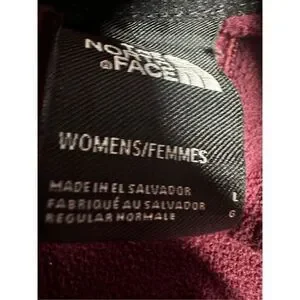 THE
NORTH
FACE
WOMENS/FEMMES
MADE IN EL SALVADOR L
FABRIQUÉ AU SALVADOR G
REGULAR NORMALE